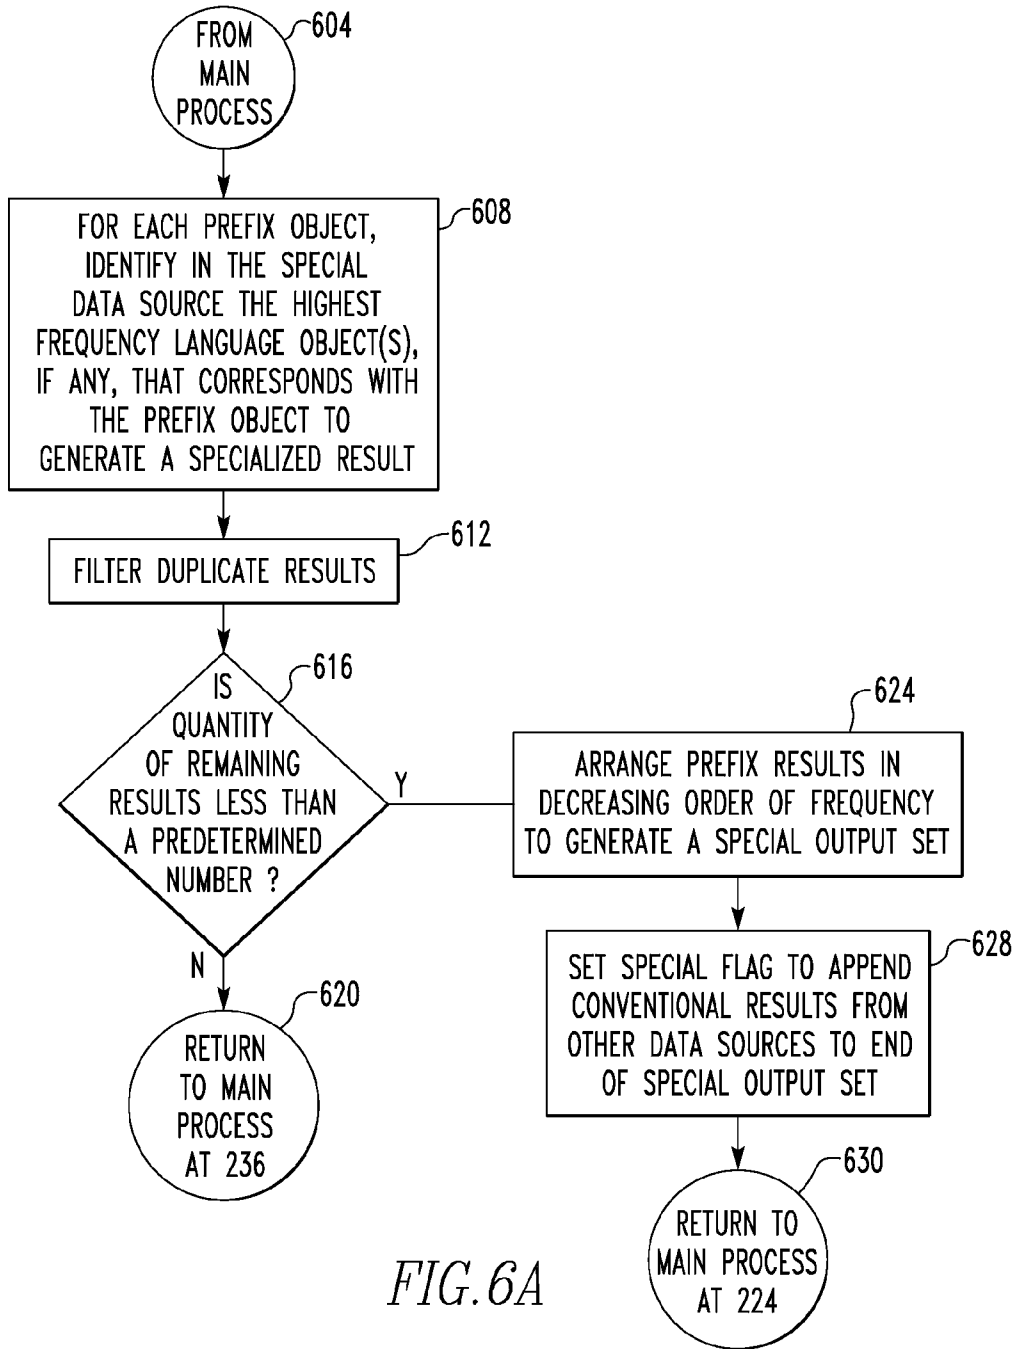 FROM
MAIN
PROCESS
604
FOR EACH PREFIX OBJECT,
IDENTIFY IN THE SPECIAL
DATA SOURCE THE HIGHEST
FREQUENCY LANGUAGE OBJECT(S),
IF ANY, THAT CORRESPONDS WITH
THE PREFIX OBJECT TO
GENERATE A SPECIALIZED RESULT
608
FILTER DUPLICATE RESULTS
612
IS
QUANTITY
OF REMAINING
RESULTS LESS THAN
A PREDETERMINED
NUMBER ?
616
Y
N
RETURN
TO MAIN
PROCESS
AT 236
620
ARRANGE PREFIX RESULTS IN
DECREASING ORDER OF FREQUENCY
TO GENERATE A SPECIAL OUTPUT SET
624
SET SPECIAL FLAG TO APPEND
CONVENTIONAL RESULTS FROM
OTHER DATA SOURCES TO END
OF SPECIAL OUTPUT SET
628
RETURN TO
MAIN PROCESS
AT 224
630
FIG.6A